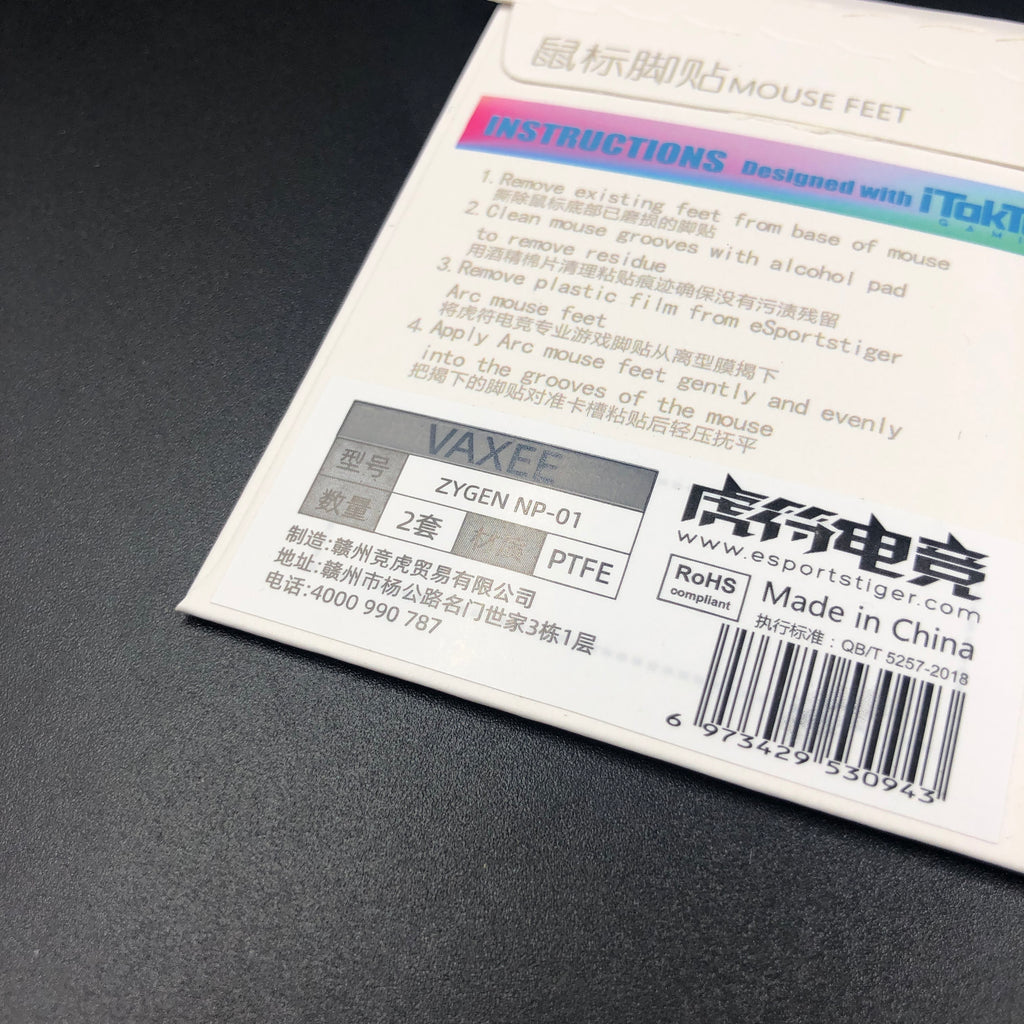 鼠标脚贴MOUSE FEET
INSTRUCTIONS Designed with iTokT
GAMI
1. Remove existing feet from base of mouse
撕除鼠标底部已磨损的脚贴
2. Clean mouse grooves with alcohol pad
to remove residue
用酒精棉片清理粘贴痕迹确保没有污渍残留
3. Remove plastic film from eSportstiger
Arc mouse feet
将虎符电竞专业游戏脚贴从离型膜揭下
4. Apply Arc mouse feet gently and evenly
into the grooves of the mouse
把揭下的脚贴对准卡槽粘贴后轻压抚平
VAXEE
型号 ZYGEN NP-01
数量 2套 材质 PTFE
制造:赣州竞虎贸易有限公司
地址:赣州市杨公路名门世家3栋1层
电话:4000 990 787
虎符电竞
www.esportstiger.com
RoHS
compliant
Made in China
执行标准：QB/T 5257-2018
6 973429 530943